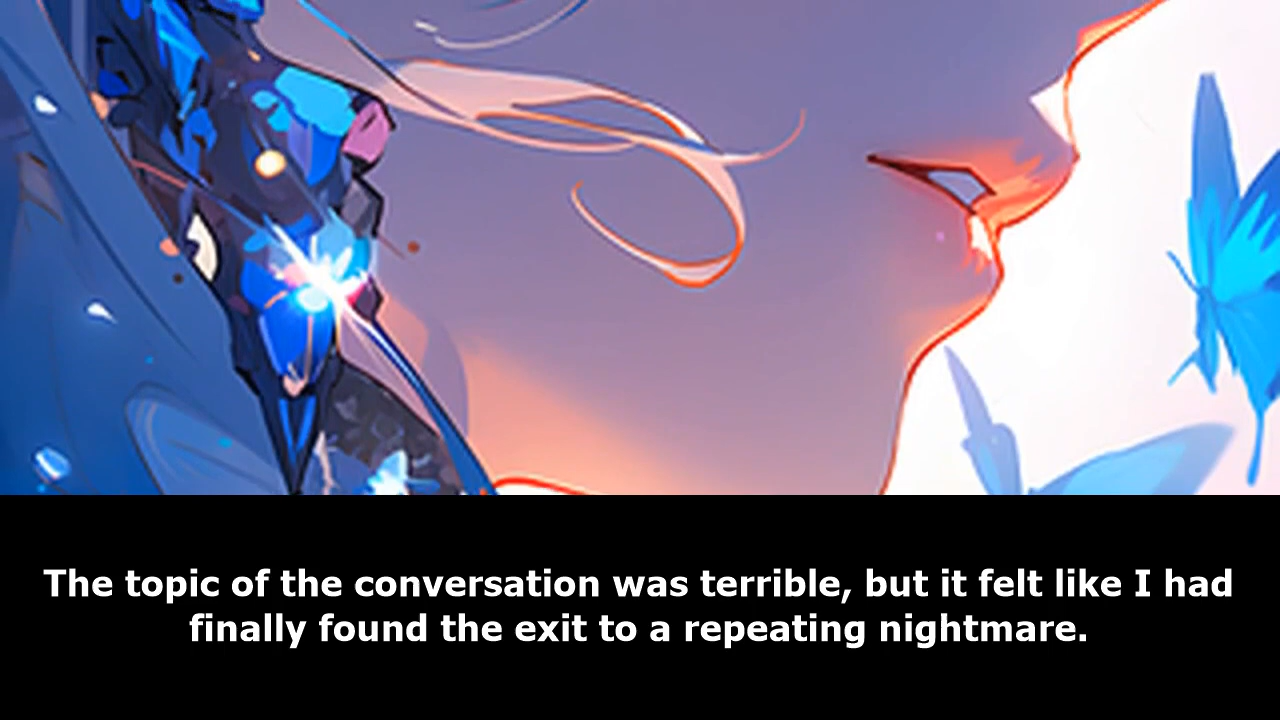 The topic of the conversation was terrible, but it felt like I had
finally found the exit to a repeating nightmare.